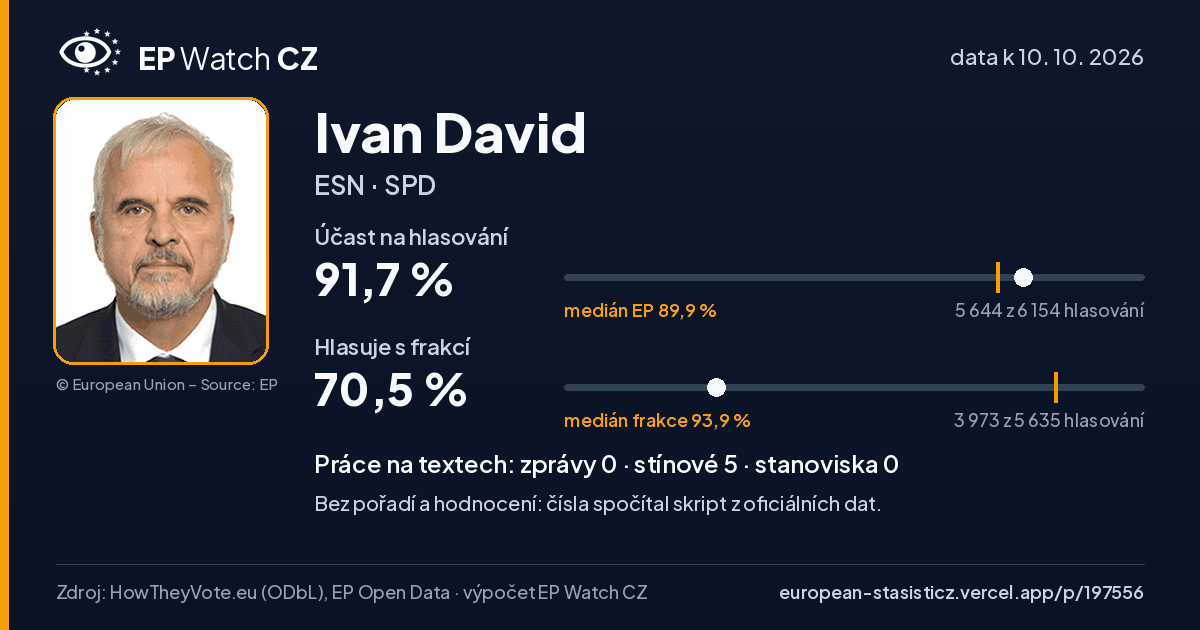 EP Watch CZ
data k 10. 10. 2026
Ivan David
ESN · SPD
Účast na hlasování
91,7 %
medián EP 89,9 %
5 644 z 6 154 hlasování
Hlasuje s frakcí
70,5 %
medián frakce 93,9 %
3 973 z 5 635 hlasování
© European Union – Source: EP
Práce na textech: zprávy 0 · stínové 5 · stanoviska 0
Bez pořadí a hodnocení: čísla spočítal skript z oficiálních dat.
Zdroj: HowTheyVote.eu (ODbL), EP Open Data · výpočet EP Watch CZ
european-stasisticz.vercel.app/p/197556